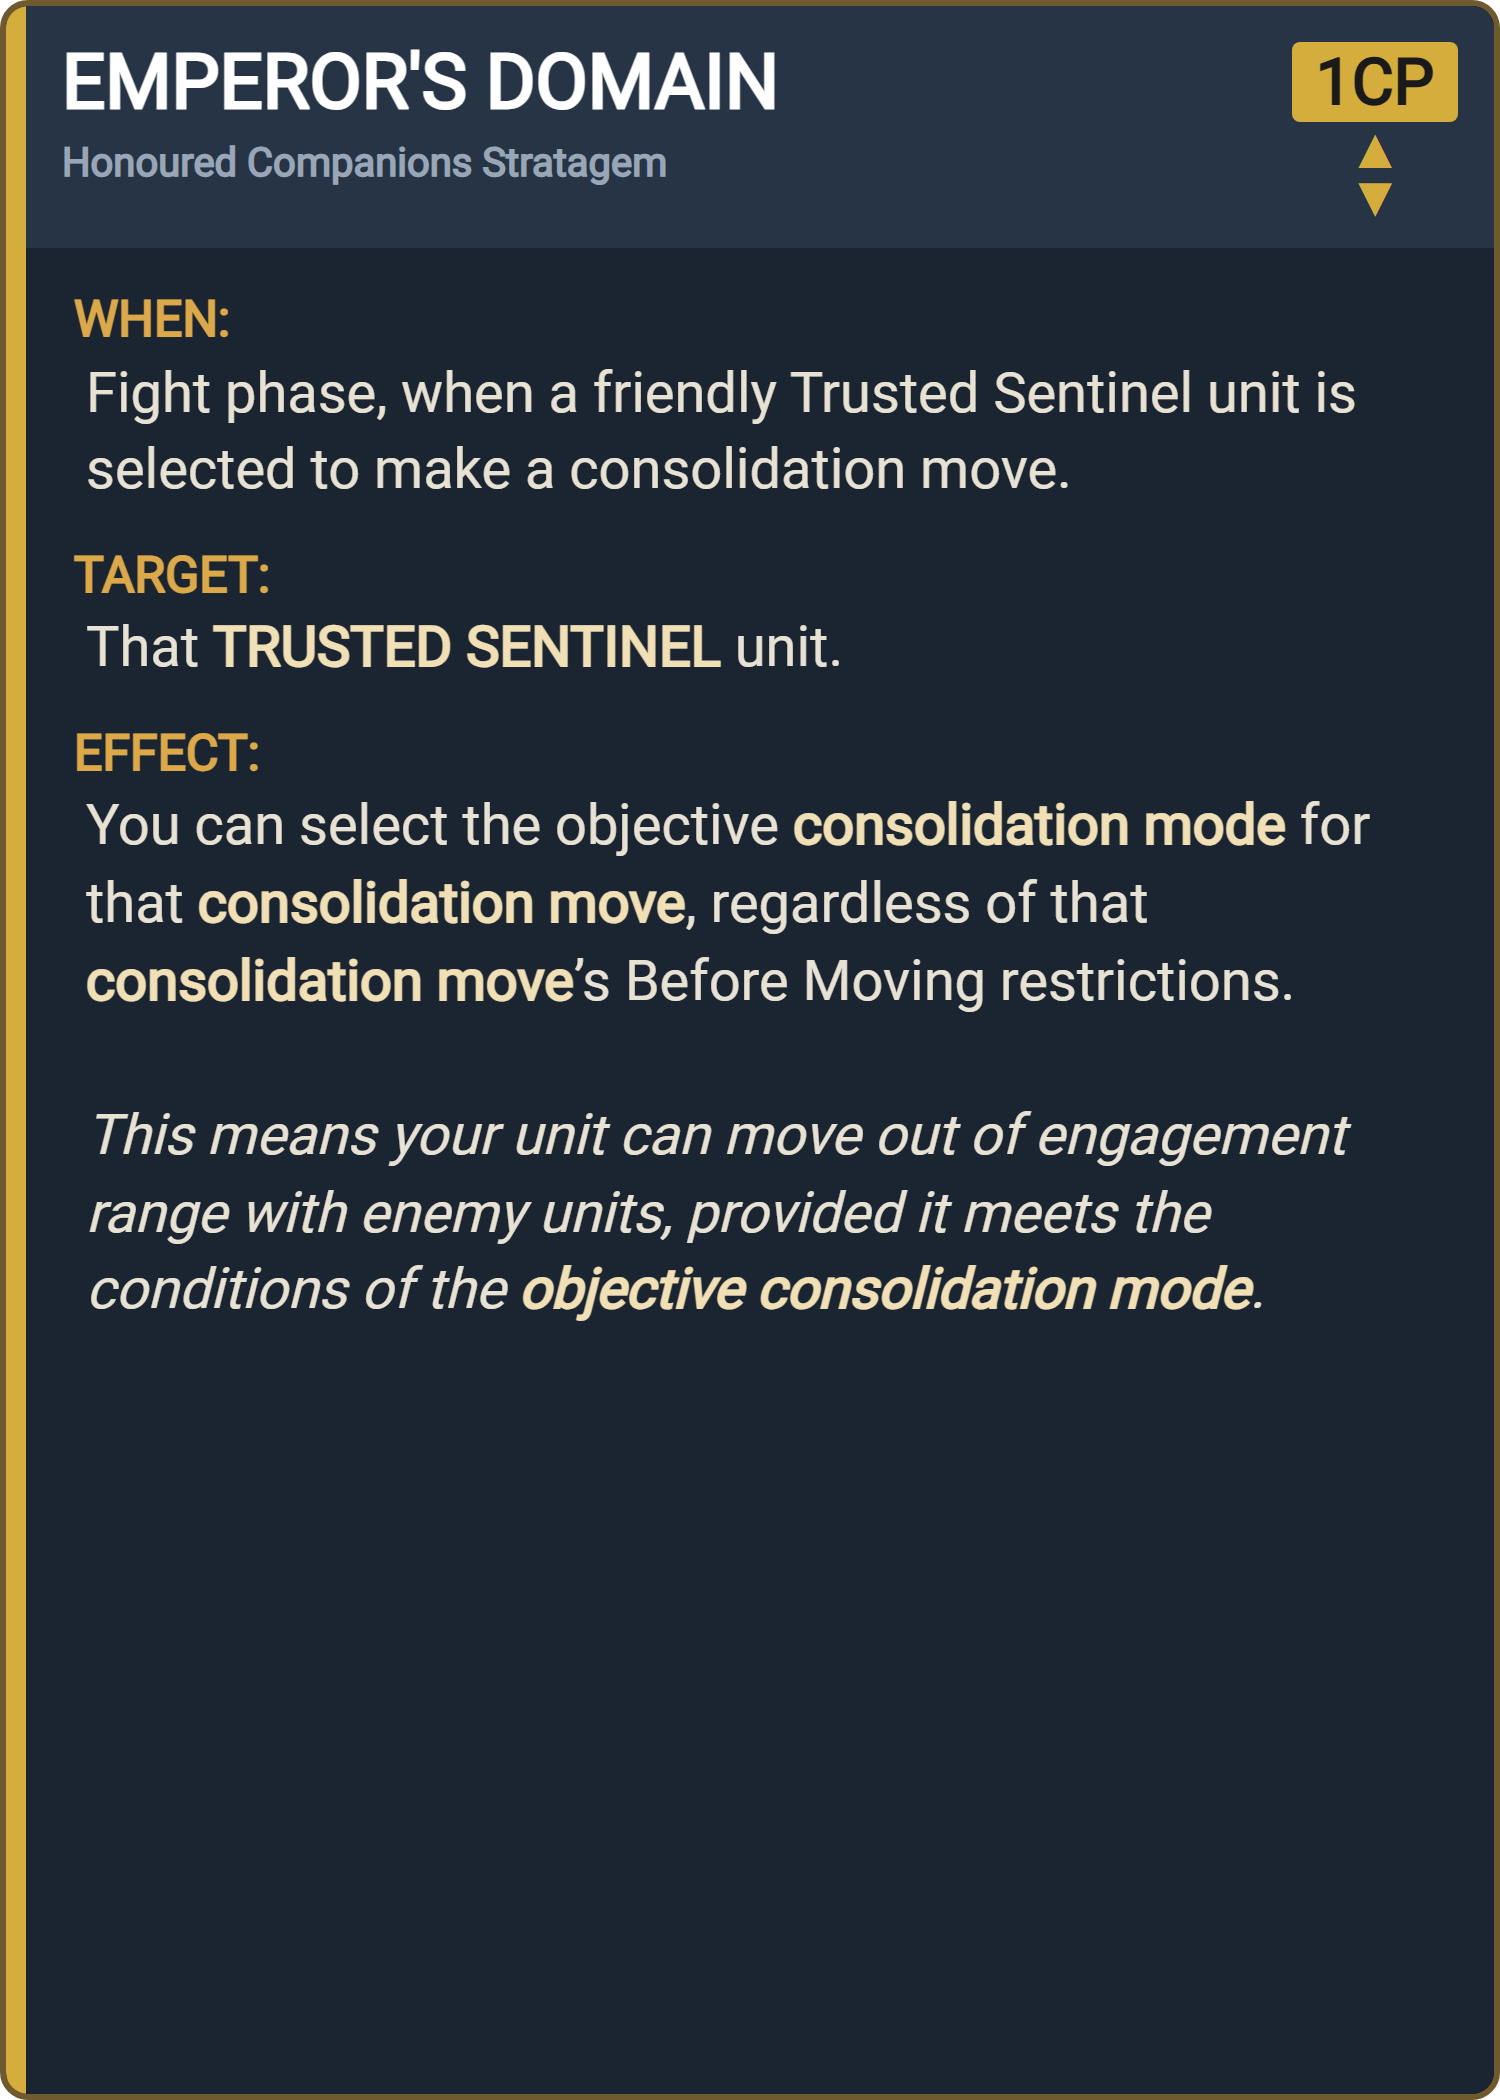 EMPEROR'S DOMAIN
Honoured Companions Stratagem
1CP
▲
▼
WHEN:
Fight phase, when a friendly Trusted Sentinel unit is
selected to make a consolidation move.
TARGET:
That TRUSTED SENTINEL unit.
EFFECT:
You can select the objective consolidation mode for
that consolidation move, regardless of that
consolidation move’s Before Moving restrictions.
This means your unit can move out of engagement
range with enemy units, provided it meets the
conditions of the objective consolidation mode.